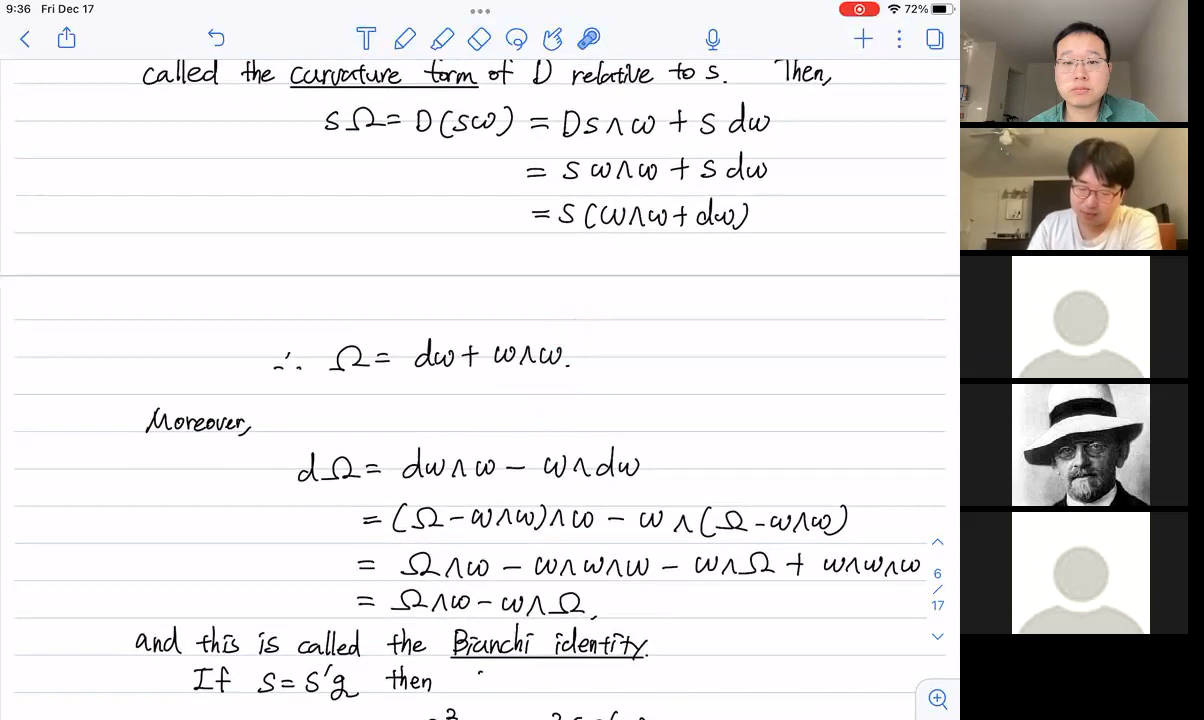 9:36 Fri Dec 17
72%
called the curvature form of D relative to s. Then,
sΩ = D(sω) = Ds∧ω + s dω
= s ω∧ω + s dω
= s(ω∧ω + dω)
∴ Ω = dω + ω∧ω.
Moreover,
dΩ = dω∧ω − ω∧dω
= (Ω − ω∧ω)∧ω − ω∧(Ω − ω∧ω)
= Ω∧ω − ω∧ω∧ω − ω∧Ω + ω∧ω∧ω
= Ω∧ω − ω∧Ω,
6
/
17
and this is called the Bianchi identity.
If s = s'g then